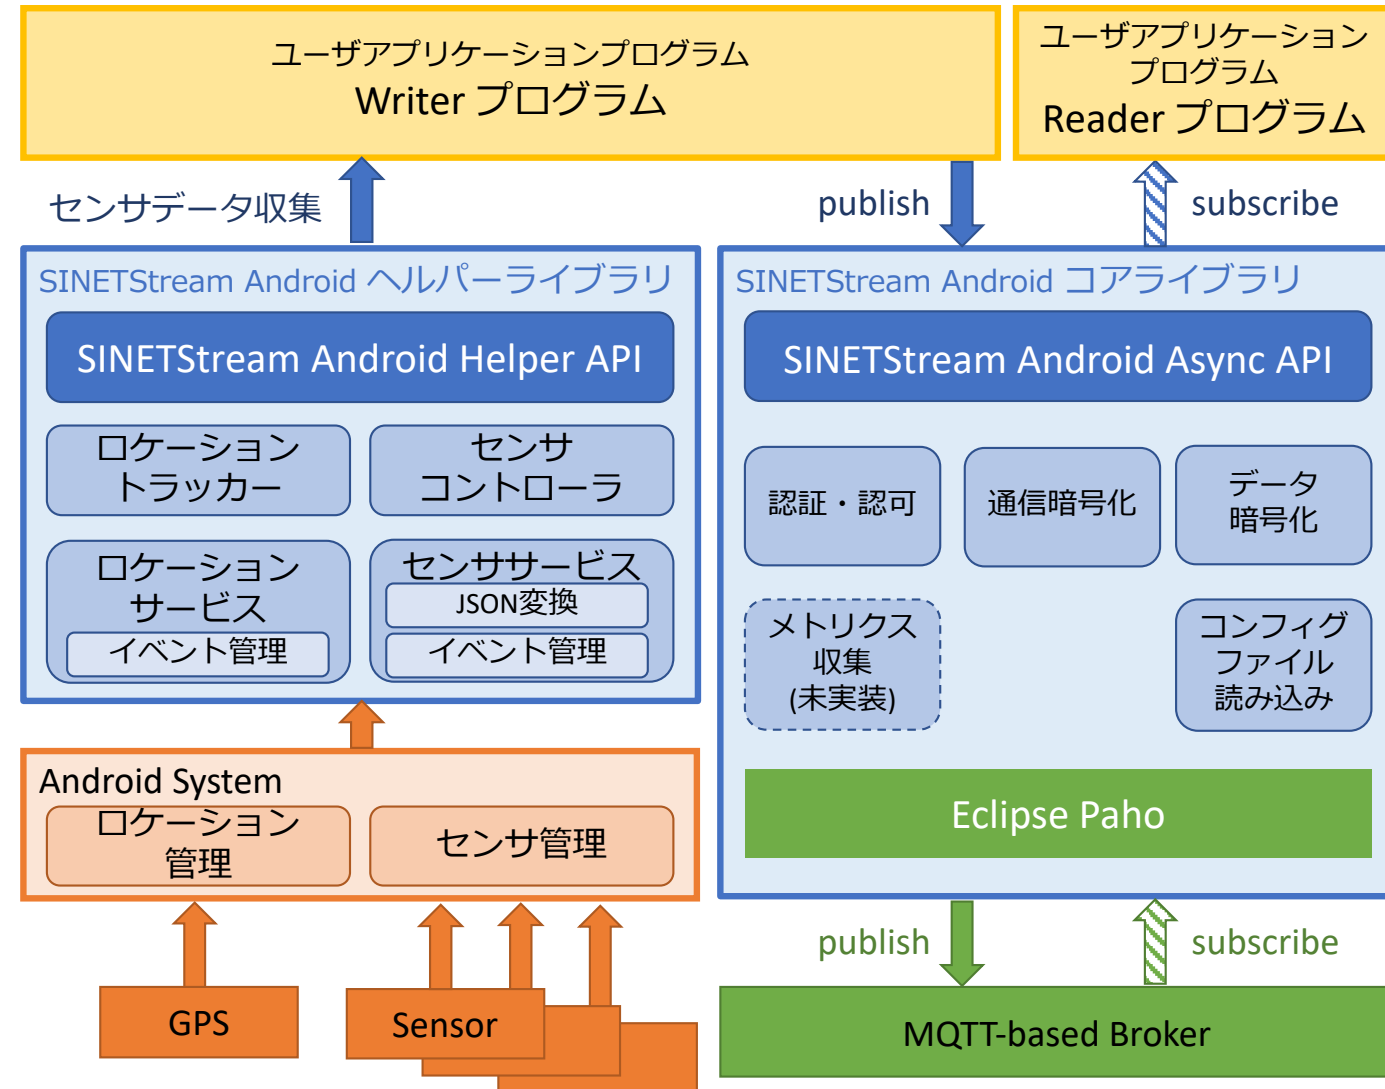 ユーザアプリケーションプログラム
Writer プログラム
ユーザアプリケーション
プログラム
Reader プログラム
センサデータ収集
publish
subscribe
SINETStream Android ヘルパーライブラリ
SINETStream Android Helper API
ロケーション
トラッカー
センサ
コントローラ
ロケーション
サービス
イベント管理
センササービス
JSON変換
イベント管理
SINETStream Android コアライブラリ
SINETStream Android Async API
認証・認可
通信暗号化
データ
暗号化
メトリクス
収集
(未実装)
コンフィグ
ファイル
読み込み
Eclipse Paho
Android System
ロケーション
管理
センサ管理
GPS
Sensor
publish
subscribe
MQTT-based Broker